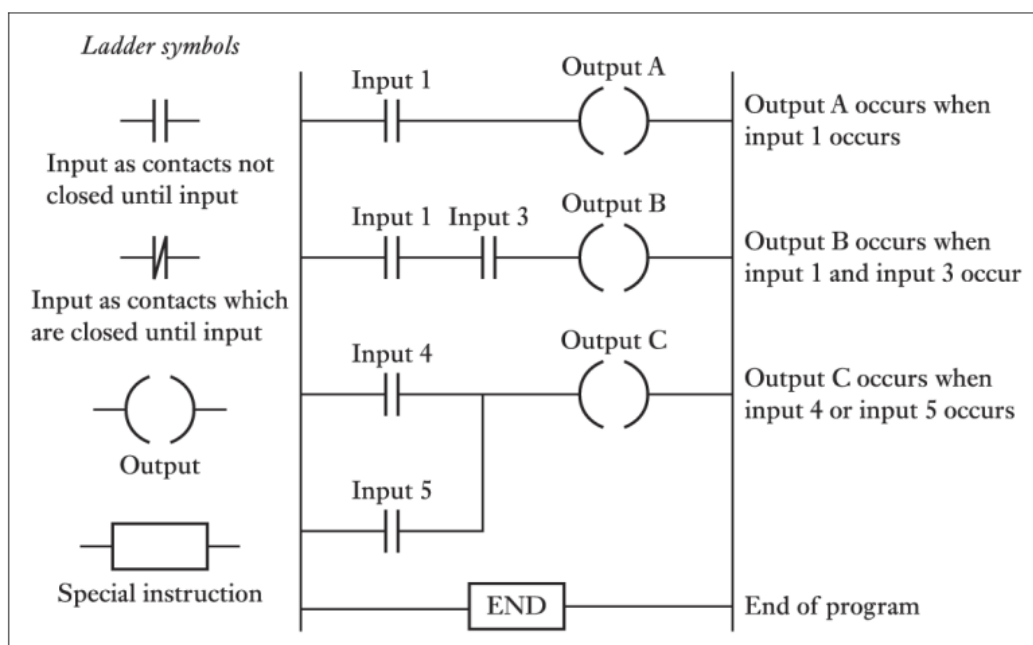 Ladder symbols
Input as contacts not
closed until input
Input as contacts which
are closed until input
Output
Special instruction
Input 1
Output A
Output A occurs when
input 1 occurs
Input 1
Input 3
Output B
Output B occurs when
input 1 and input 3 occur
Input 4
Output C
Output C occurs when
input 4 or input 5 occurs
Input 5
END
End of program